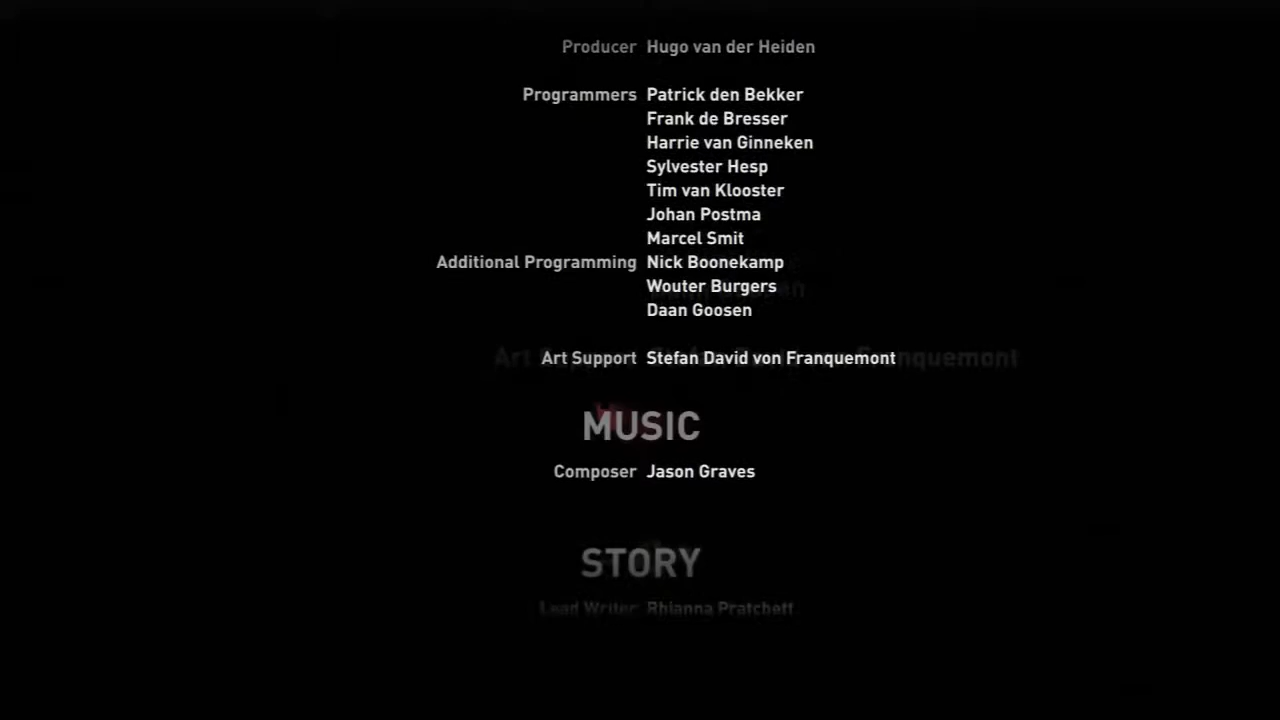 Producer Hugo van der Heiden
Programmers Patrick den Bekker
Frank de Bresser
Harrie van Ginneken
Sylvester Hesp
Tim van Klooster
Johan Postma
Marcel Smit
Additional Programming Nick Boonekamp
Wouter Burgers
Daan Goosen
Art Support Stefan David von Franquemont
MUSIC
Composer Jason Graves
STORY
Lead Writer Rhianna Pratchett